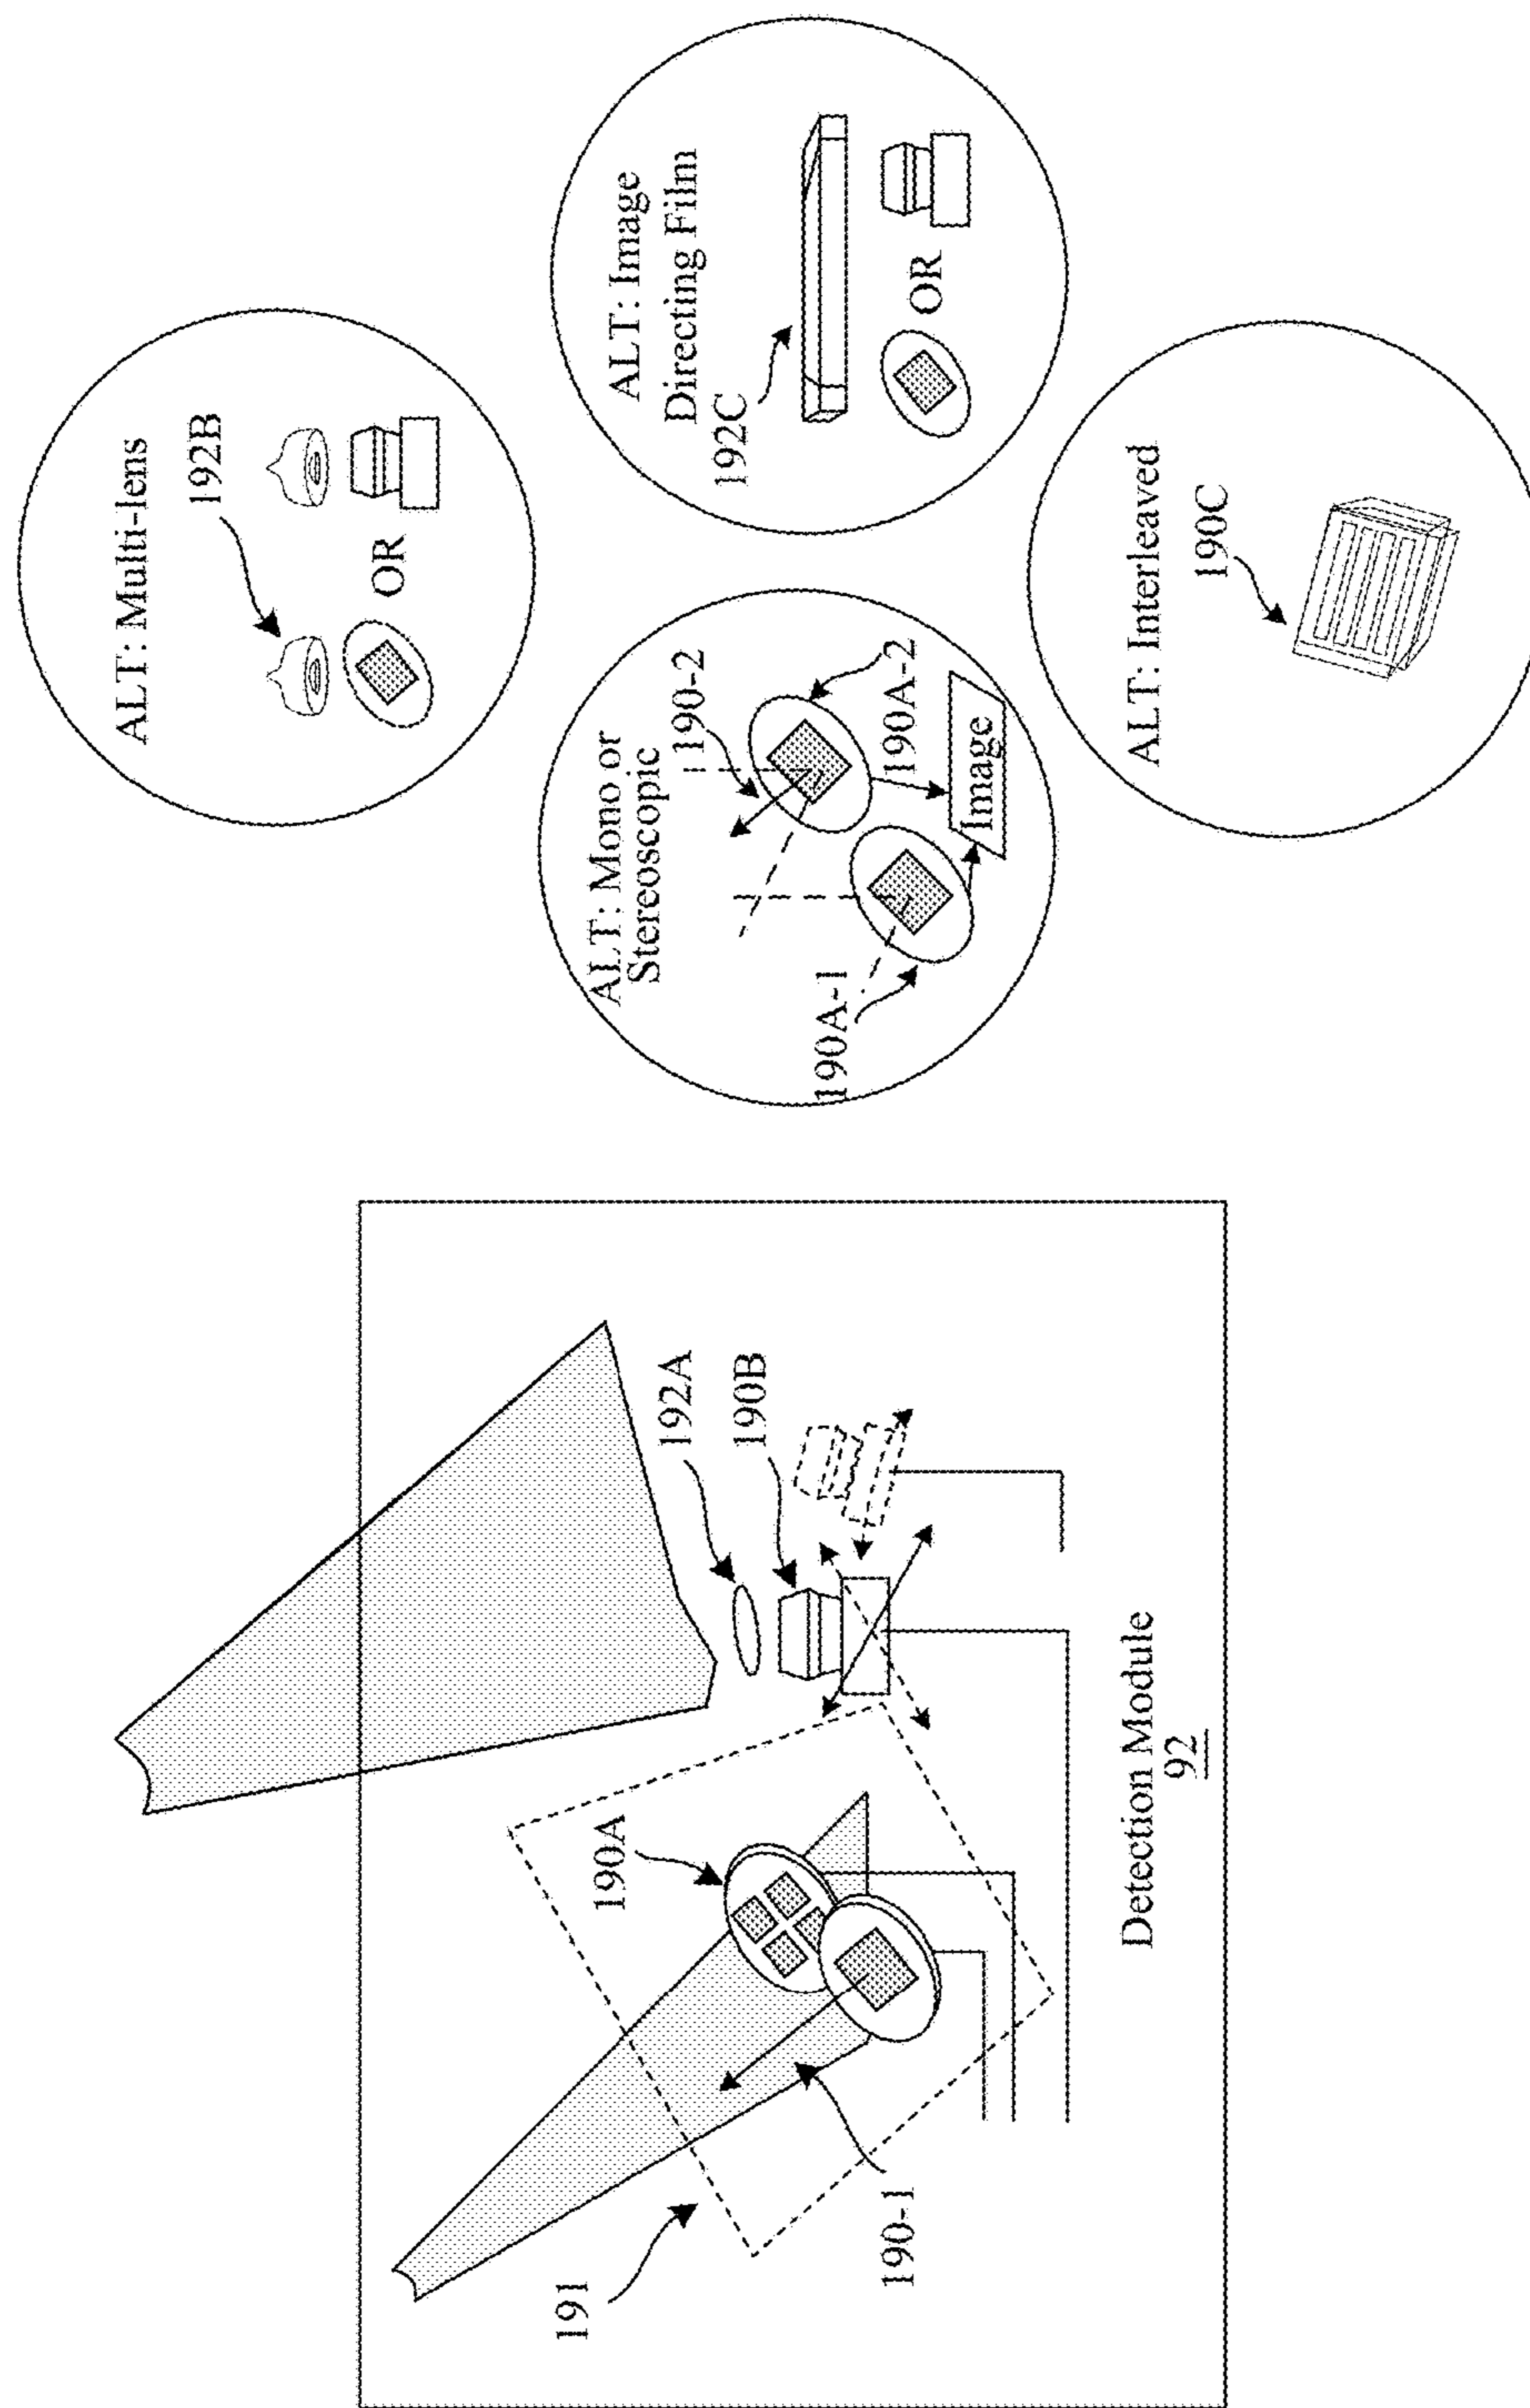 191
190A
190-1
192A
190B
Detection Module
92
ALT: Mono or
Stereoscopic
190-2
190A-1
190A-2
Image
ALT: Multi-lens
192B
OR
ALT: Image
Directing Film
192C
OR
ALT: Interleaved
190C